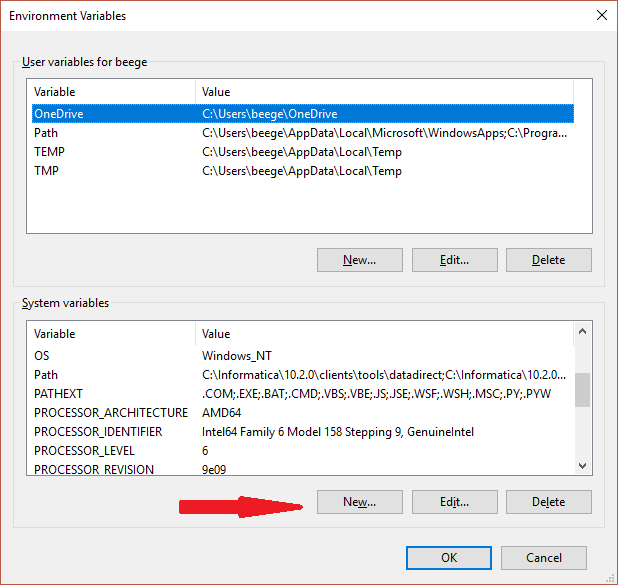 Environment Variables
User variables for beege
Variable Value
OneDrive C:\Users\beege\OneDrive
Path C:\Users\beege\AppData\Local\Microsoft\WindowsApps;C:\Progra...
TEMP C:\Users\beege\AppData\Local\Temp
TMP C:\Users\beege\AppData\Local\Temp
New... Edit... Delete
System variables
Variable Value
OS Windows_NT
Path C:\Informatica\10.2.0\clients\tools\datadirect;C:\Informatica\10.2.0...
PATHEXT .COM;.EXE;.BAT;.CMD;.VBS;.VBE;.JS;.JSE;.WSF;.WSH;.MSC;.PY;.PYW
PROCESSOR_ARCHITECTURE AMD64
PROCESSOR_IDENTIFIER Intel64 Family 6 Model 158 Stepping 9, GenuineIntel
PROCESSOR_LEVEL 6
PROCESSOR_REVISION 9e09
New... Edit... Delete
OK Cancel